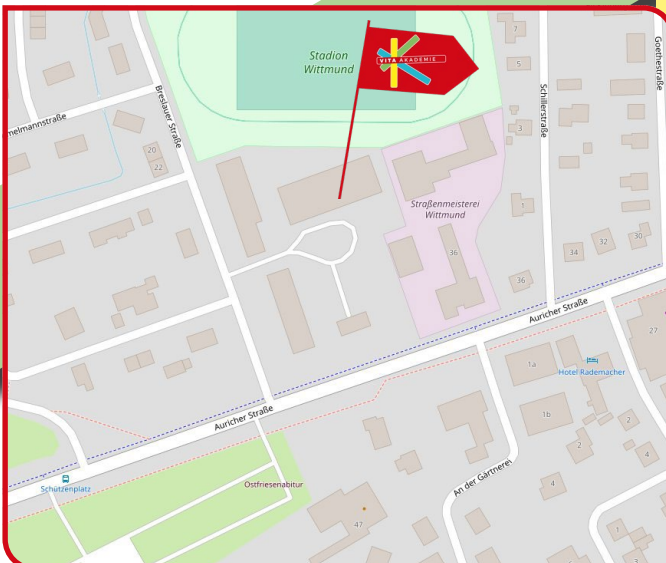 Stadion
Wittmund
VITA AKADEMIE
7
5
3
1
Goethestraße
Schillerstraße
Breslauer Straße
melmannstraße
20
22
Straßenmeisterei
Wittmund
36
34
32
30
36
Auricher Straße
27
1a
Hotel Rademacher
1b
2
2
4
4
Auricher Straße
Schützenplatz
Ostfriesenabitur
An der Gärtnerei
47
1
3